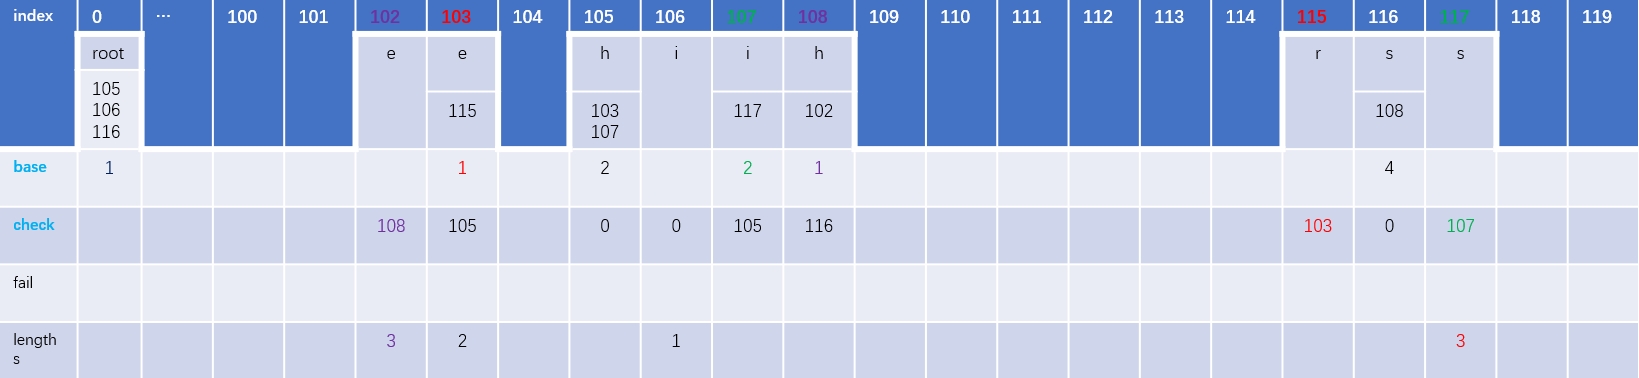 index 0 ... 100 101 102 103 104 105 106 107 108 109 110 111 112 113 114 115 116 117 118 119
root e e h i i h r s s
105
106
116
115 103 117 102 108
107
base 1 1 2 2 1 4
check 108 105 0 0 105 116 103 0 107
fail
length 3 2 1 3
s